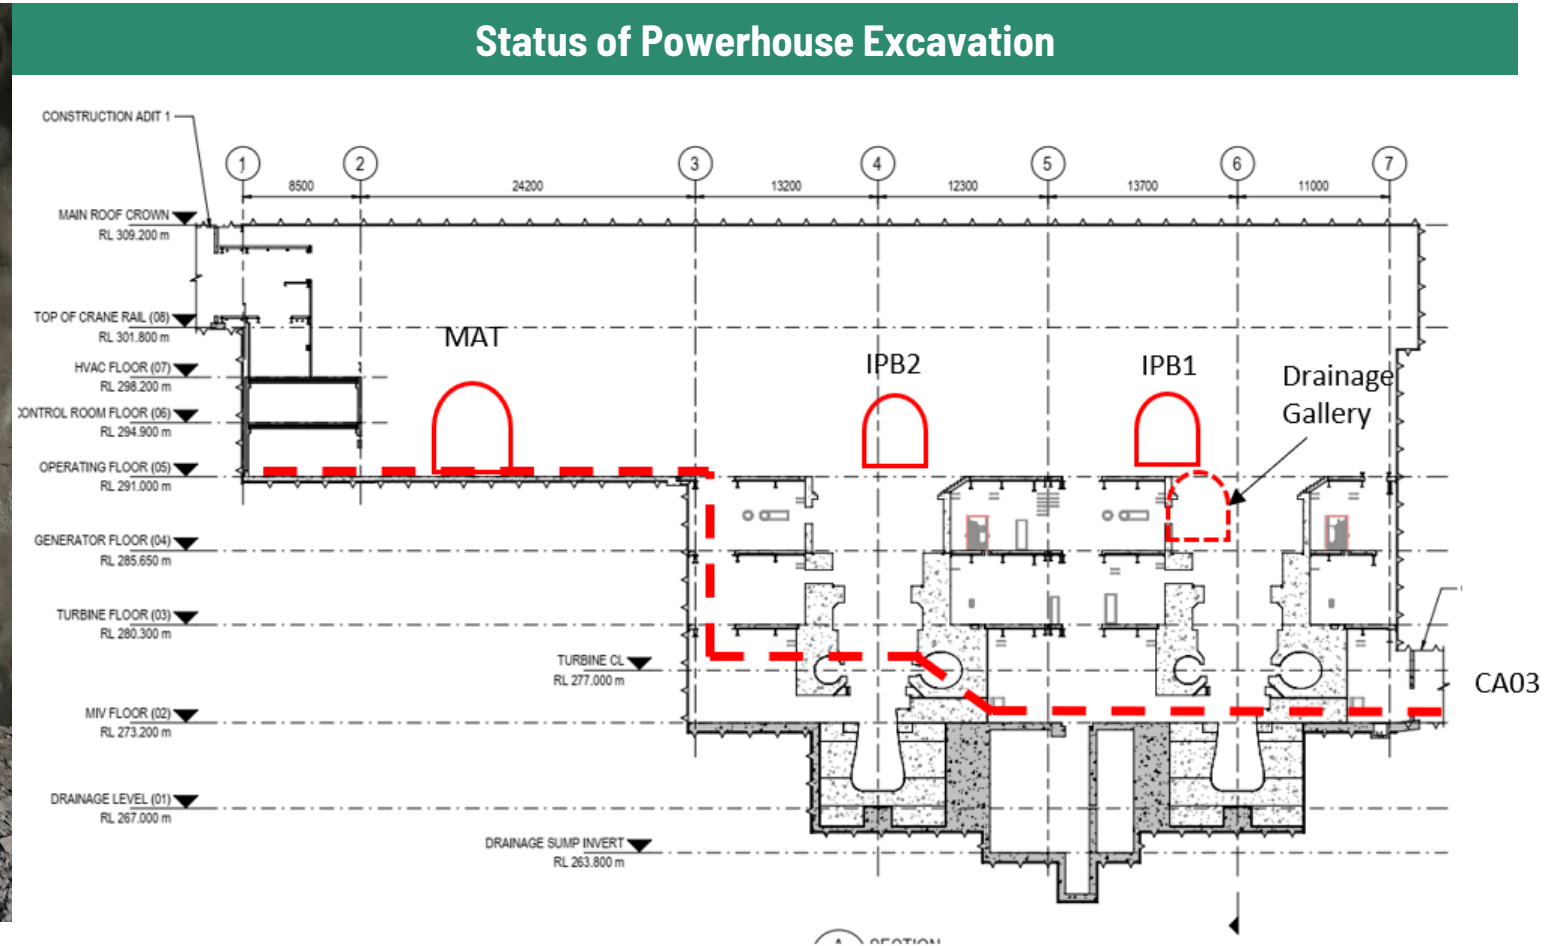 Status of Powerhouse Excavation
CONSTRUCTION ADIT 1
1
2
3
4
5
6
7
8500
24200
13200
12300
13700
11000
MAIN ROOF CROWN
RL 309.200 m
TOP OF CRANE RAIL (08)
RL 301.800 m
MAT
HVAC FLOOR (07)
RL 298.200 m
IPB2
IPB1
Drainage
Gallery
ONTROL ROOM FLOOR (06)
RL 294.900 m
OPERATING FLOOR (05)
RL 291.000 m
GENERATOR FLOOR (04)
RL 285.650 m
TURBINE FLOOR (03)
RL 280.300 m
TURBINE CL
RL 277.000 m
CA03
MIV FLOOR (02)
RL 273.200 m
DRAINAGE LEVEL (01)
RL 267.000 m
DRAINAGE SUMP INVERT
RL 263.800 m
A SECTION